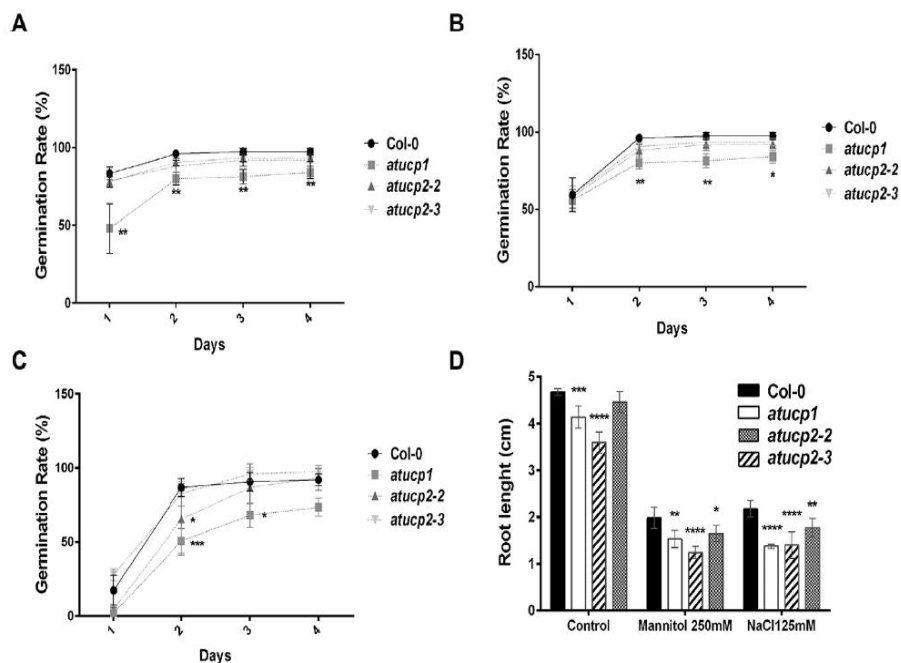 A
150
100
50
0
Germination Rate (%)
1
2
3
4
Days
Col-0
atucp1
atucp2-2
atucp2-3
**
**
**
**
B
150
100
50
0
Germination Rate (%)
1
2
3
4
Days
Col-0
atucp1
atucp2-2
atucp2-3
**
**
*
C
150
100
50
0
Germination Rate (%)
1
2
3
4
Days
Col-0
atucp1
atucp2-2
atucp2-3
*
***
*
D
5
4
3
2
1
0
Root lenght (cm)
*** 
****
** 
****
*
****
****
**
Col-0
atucp1
atucp2-2
atucp2-3
Control
Mannitol 250mM
NaCl125mM